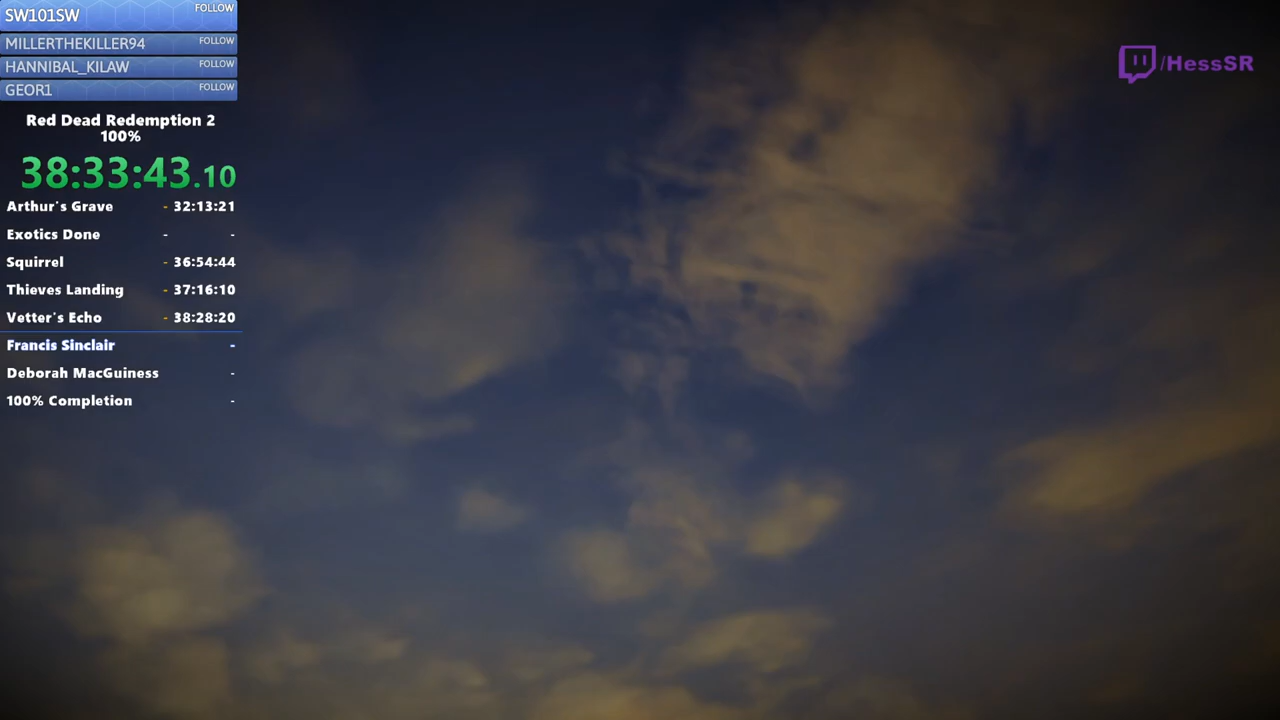 SW101SW FOLLOW
MILLERTHEKILLER94 FOLLOW
HANNIBAL_KILAW FOLLOW
GEOR1 FOLLOW
/HessSR
Red Dead Redemption 2
100%
38:33:43.10
Arthur's Grave - 32:13:21
Exotics Done - -
Squirrel - 36:54:44
Thieves Landing - 37:16:10
Vetter's Echo - 38:28:20
Francis Sinclair -
Deborah MacGuiness -
100% Completion -